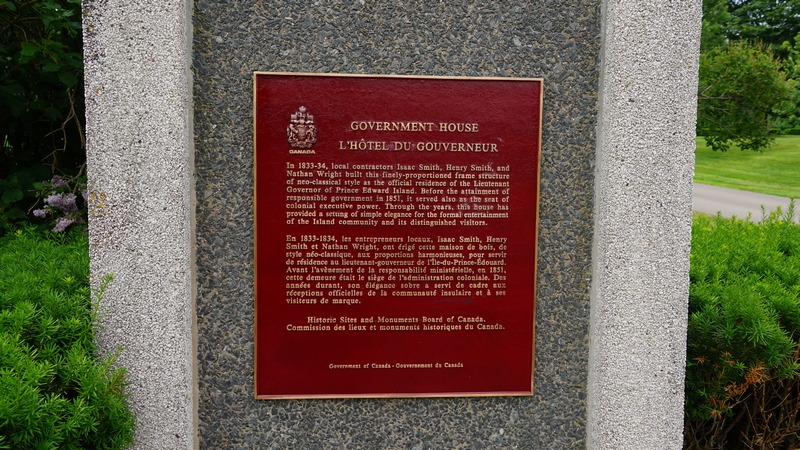 CANADA
GOVERNMENT HOUSE
L'HÔTEL DU GOUVERNEUR
In 1833-34, local contractors Isaac Smith, Henry Smith, and
Nathan Wright built this finely-proportioned frame structure
of neo-classical style as the official residence of the Lieutenant
Governor of Prince Edward Island. Before the attainment of
responsible government in 1851, it served also as the seat of
colonial executive power. Through the years, this house has
provided a setting of simple elegance for the formal entertainment
of the Island community and its distinguished visitors.
En 1833-1834, les entrepreneurs locaux, Isaac Smith, Henry
Smith et Nathan Wright, ont érigé cette maison de bois, de
style néo-classique, aux proportions harmonieuses, pour servir
de résidence au lieutenant-gouverneur de l'Île-du-Prince-Édouard.
Avant l'avènement de la responsabilité ministérielle, en 1851,
cette demeure était le siège de l'administration coloniale. Des
années durant, son élégance sobre a servi de cadre aux
réceptions officielles de la communauté insulaire et à ses
visiteurs de marque.
Historic Sites and Monuments Board of Canada.
Commission des lieux et monuments historiques du Canada.
Government of Canada - Gouvernement du Canada